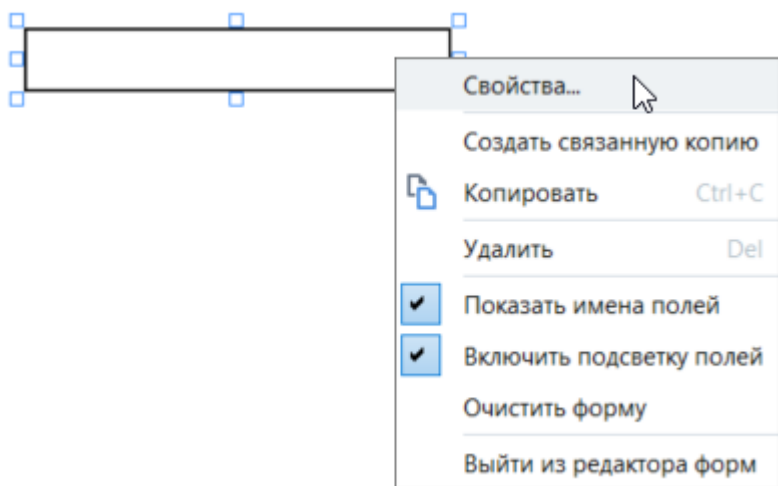 Свойства...
Создать связанную копию
Копировать Ctrl+C
Удалить Del
Показать имена полей
Включить подсветку полей
Очистить форму
Выйти из редактора форм